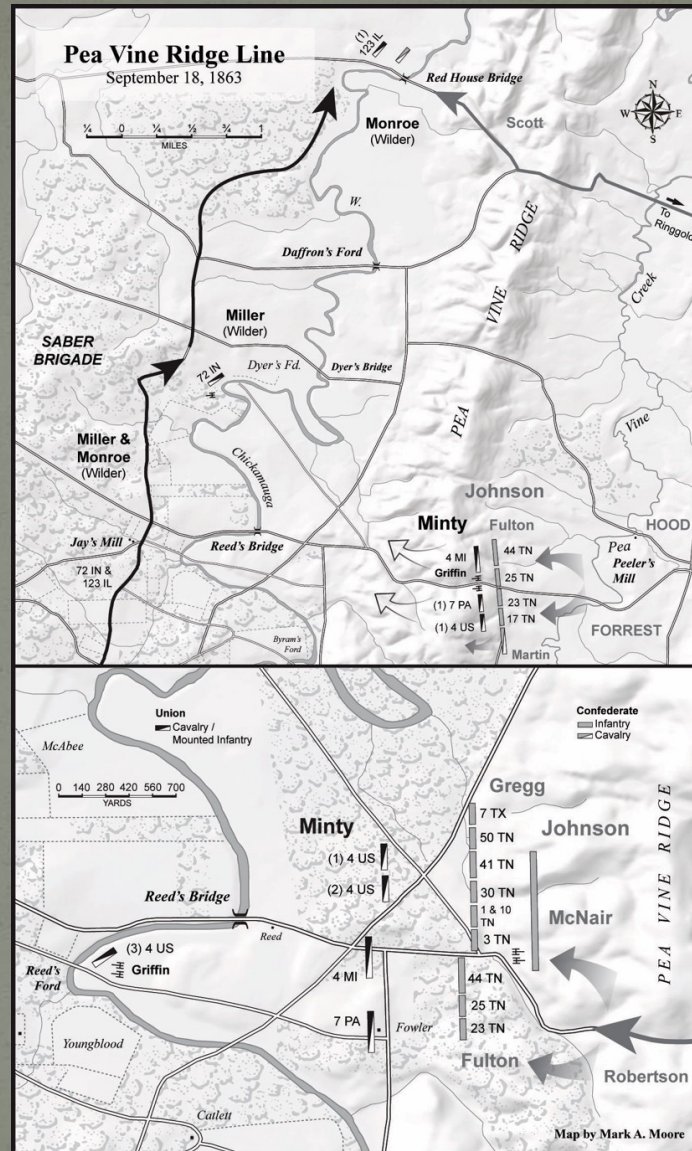 Pea Vine Ridge Line
September 18, 1863
¼ 0 ¼ ½ ¾ 1
MILES
(1)
123 IL
Red House Bridge
N
W E
S
Monroe
(Wilder)
Scott
To
Ringgold
W.
Daffron's Ford
PEA VINE RIDGE
Creek
Miller
(Wilder)
SABER
BRIGADE
72 IN
Dyer's Fd.
Dyer's Bridge
Vine
Miller &
Monroe
(Wilder)
Chickamauga
Johnson
Minty
Fulton
HOOD
Jay's Mill
Reed's Bridge
4 MI
44 TN
Pea
Peeler's
Mill
Griffin
25 TN
72 IN &
123 IL
(1) 7 PA
23 TN
(1) 4 US
17 TN
FORREST
Byram's
Ford
Martin
Union
Cavalry /
Mounted Infantry
Confederate
Infantry
Cavalry
McAbee
0 140 280 420 560 700
YARDS
Gregg
7 TX
Minty
50 TN
Johnson
(1) 4 US
41 TN
(2) 4 US
30 TN
PEA VINE RIDGE
Reed's Bridge
1 & 10
TN
McNair
Reed
3 TN
(3) 4 US
Griffin
Reed's
Ford
4 MI
44 TN
25 TN
7 PA
Fowler
23 TN
Youngblood
Fulton
Robertson
Catlett
Map by Mark A. Moore